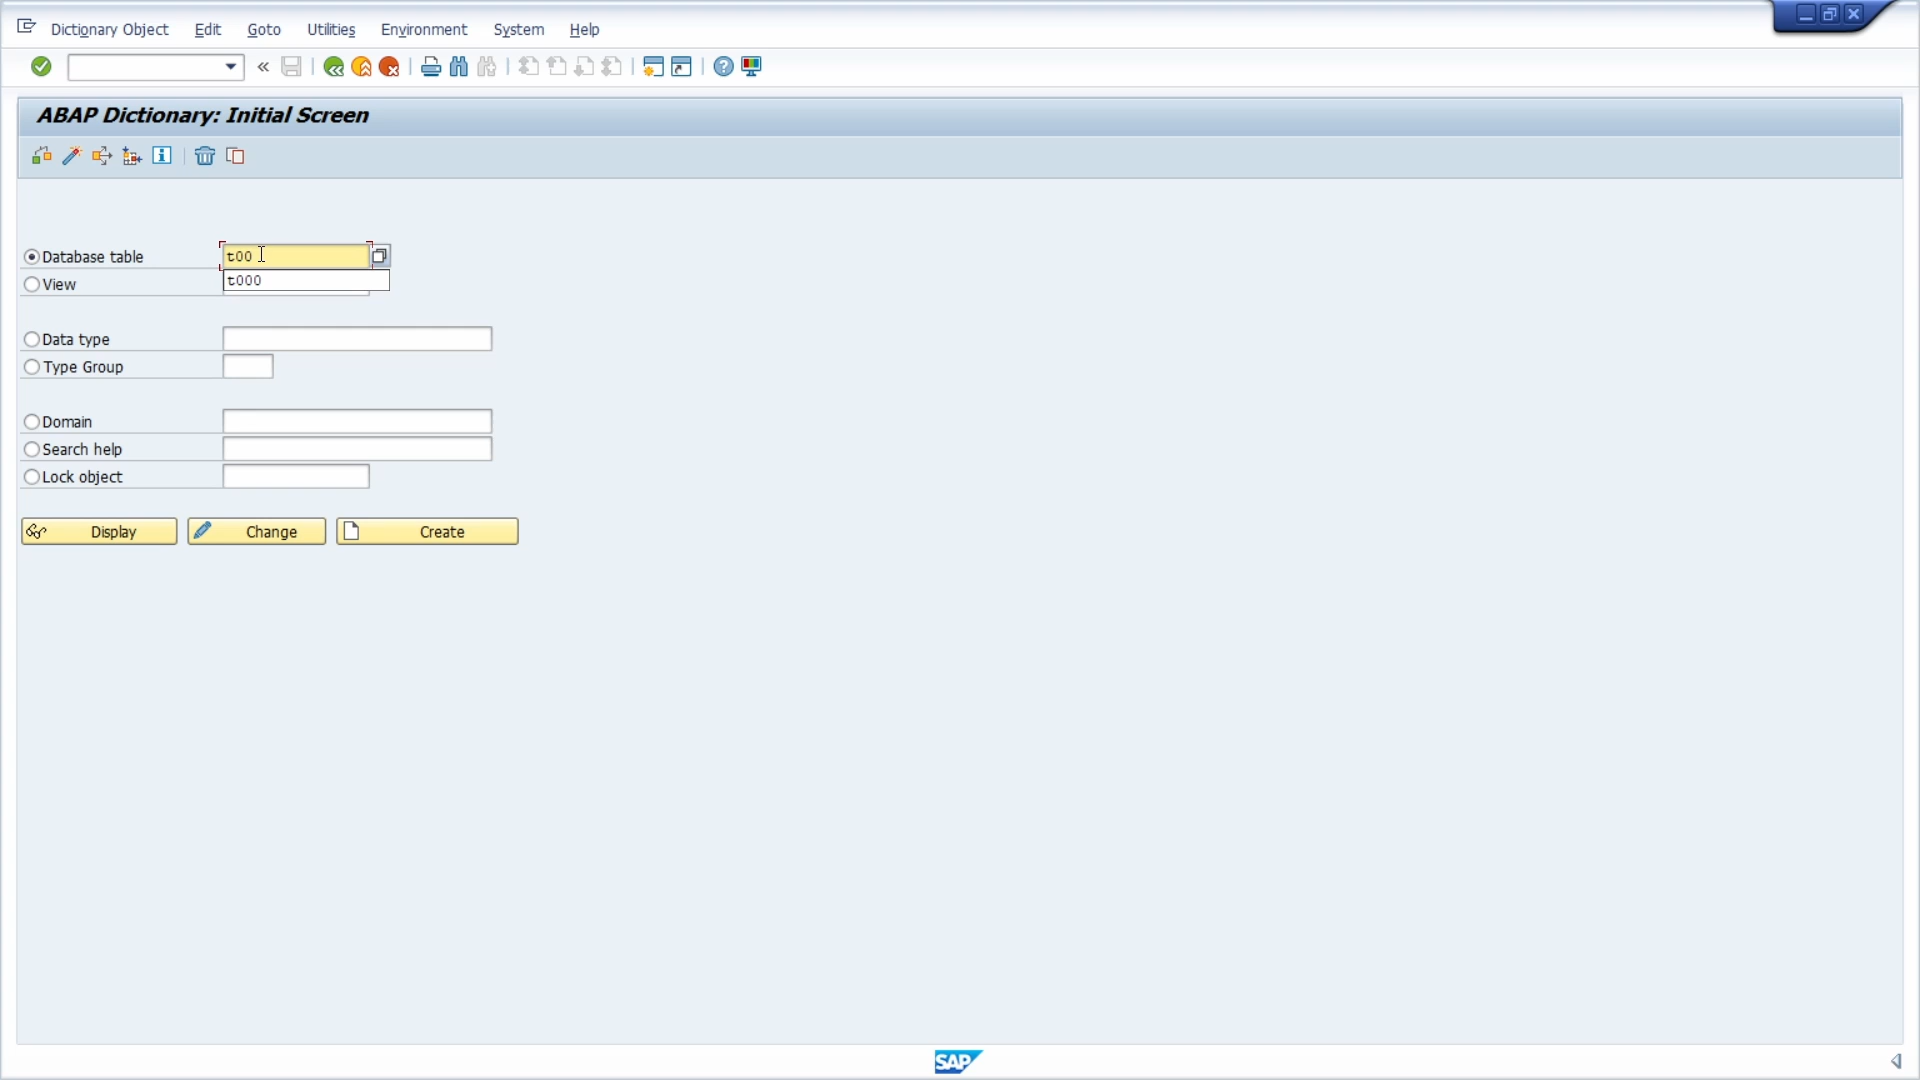 Dictionary Object Edit Goto Utilities Environment System Help
ABAP Dictionary: Initial Screen
Database table t00
View t000
Data type
Type Group
Domain
Search help
Lock object
Display Change Create
SAP